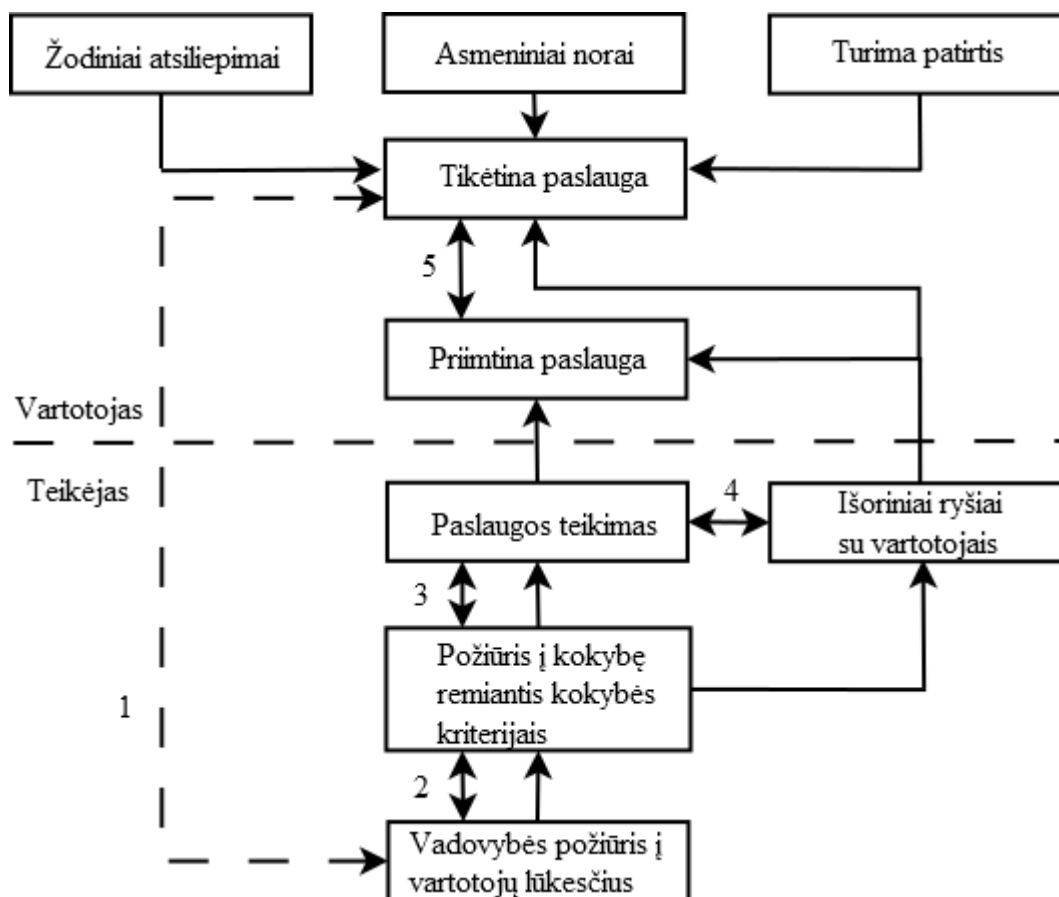 Žodiniai atsiliepimai
Asmeniniai norai
Turima patirtis
Tikėtina paslauga
5
Priimtina paslauga
Vartotojas
Teikėjas
Paslaugos teikimas
4
Išoriniai ryšiai
su vartotojais
3
Požiūris į kokybę
remiantis kokybės
kriterijais
1
2
Vadovybės požiūris į
vartotojų lūkesčius